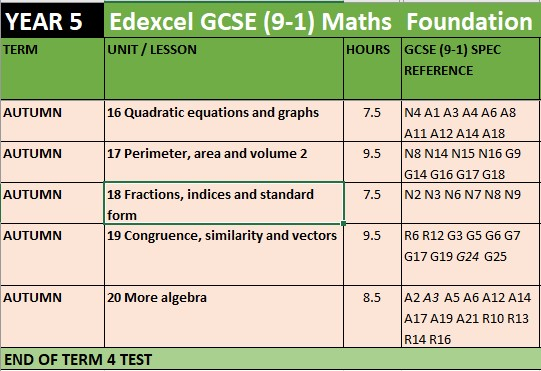 YEAR 5 Edexcel GCSE (9-1) Maths Foundation
TERM UNIT / LESSON HOURS GCSE (9-1) SPEC
REFERENCE
AUTUMN 16 Quadratic equations and graphs 7.5 N4 A1 A3 A4 A6 A8
A11 A12 A14 A18
AUTUMN 17 Perimeter, area and volume 2 9.5 N8 N14 N15 N16 G9
G14 G16 G17 G18
AUTUMN 18 Fractions, indices and standard 7.5 N2 N3 N6 N7 N8 N9
form
AUTUMN 19 Congruence, similarity and vectors 9.5 R6 R12 G3 G5 G6 G7
G17 G19 G24 G25
AUTUMN 20 More algebra 8.5 A2 A3 A5 A6 A12 A14
A17 A19 A21 R10 R13
R14 R16
END OF TERM 4 TEST